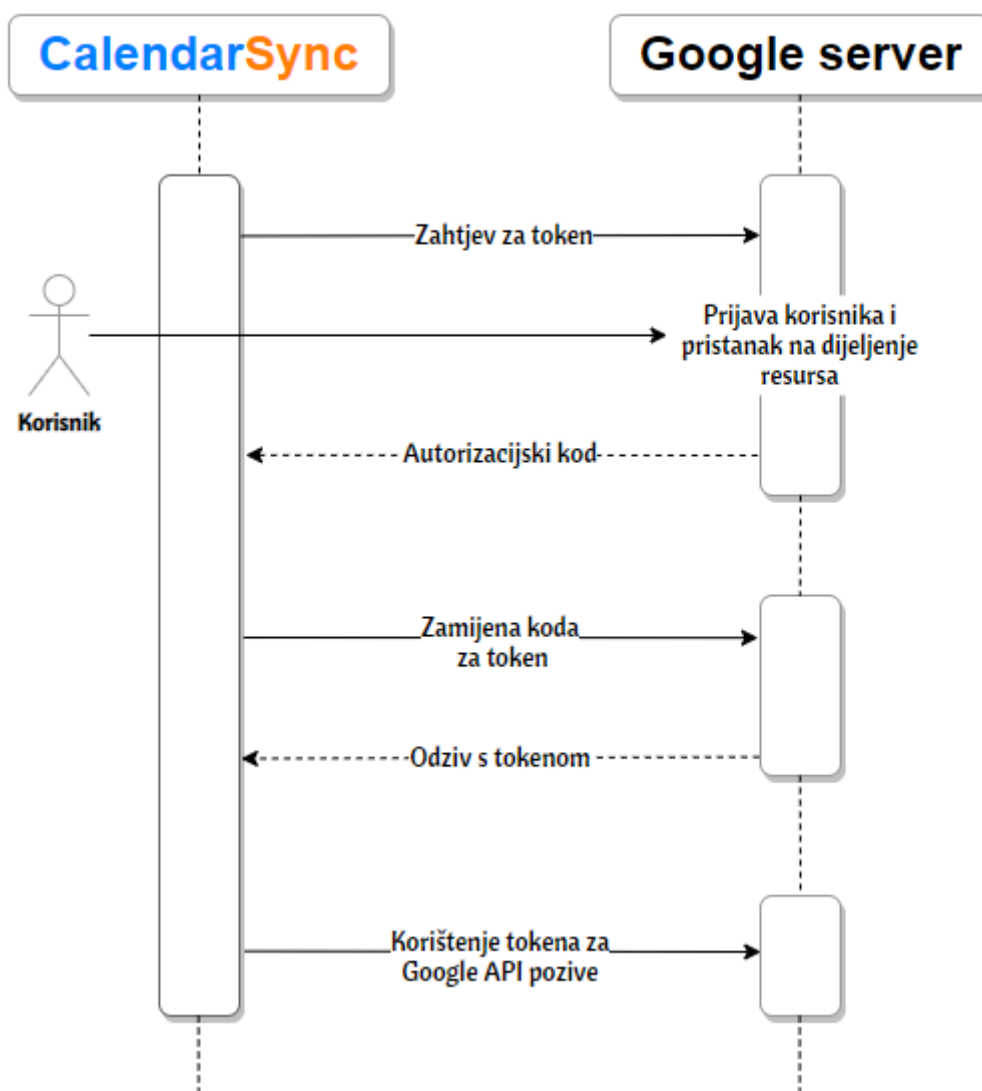 CalendarSync
Google server
Zahtjev za token
Prijava korisnika i
pristanak na dijeljenje
resursa
Korisnik
Autorizacijski kod
Zamijena koda
za token
Odziv s tokenom
Korištenje tokena za
Google API pozive